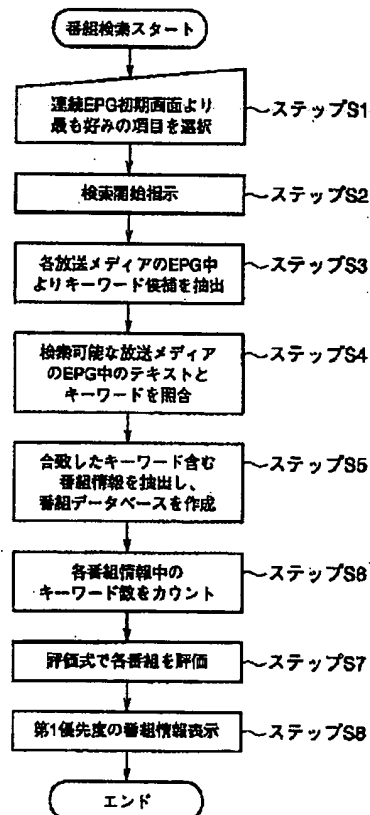 番組検索スタート
連続EPG初期画面より
最も好みの項目を選択
ステップS1
検索開始指示
ステップS2
各放送メディアのEPG中
よりキーワード候補を抽出
ステップS3
検索可能な放送メディア
のEPG中のテキストと
キーワードを照合
ステップS4
合致したキーワード含む
番組情報を抽出し、
番組データベースを作成
ステップS5
各番組情報中の
キーワード数をカウント
ステップS6
評価式で各番組を評価
ステップS7
第1優先度の番組情報表示
ステップS8
エンド